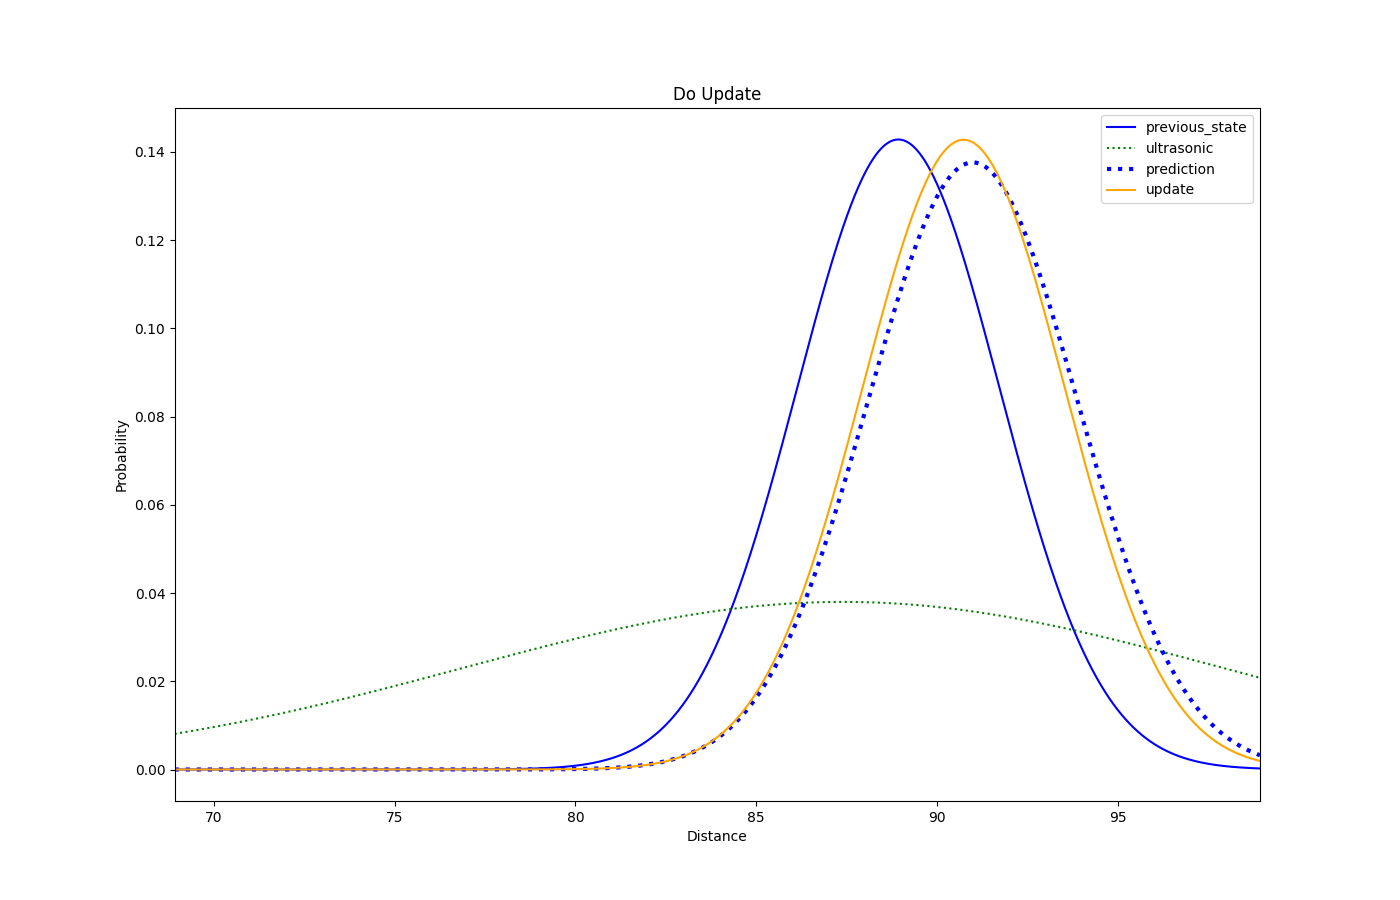 Do Update
previous_state
ultrasonic
prediction
update
Probability
0.14
0.12
0.10
0.08
0.06
0.04
0.02
0.00
70 75 80 85 90 95
Distance